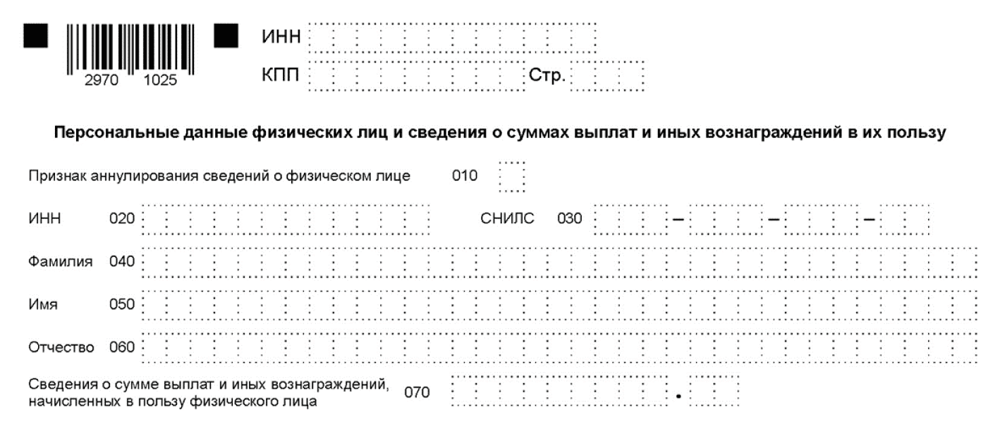 ИНН
2970 1025
КПП Стр.
Персональные данные физических лиц и сведения о суммах выплат и иных вознаграждений в их пользу
Признак аннулирования сведений о физическом лице 010
ИНН 020 СНИЛС 030 – – –
Фамилия 040
Имя 050
Отчество 060
Сведения о сумме выплат и иных вознаграждений, 070 .
начисленных в пользу физического лица